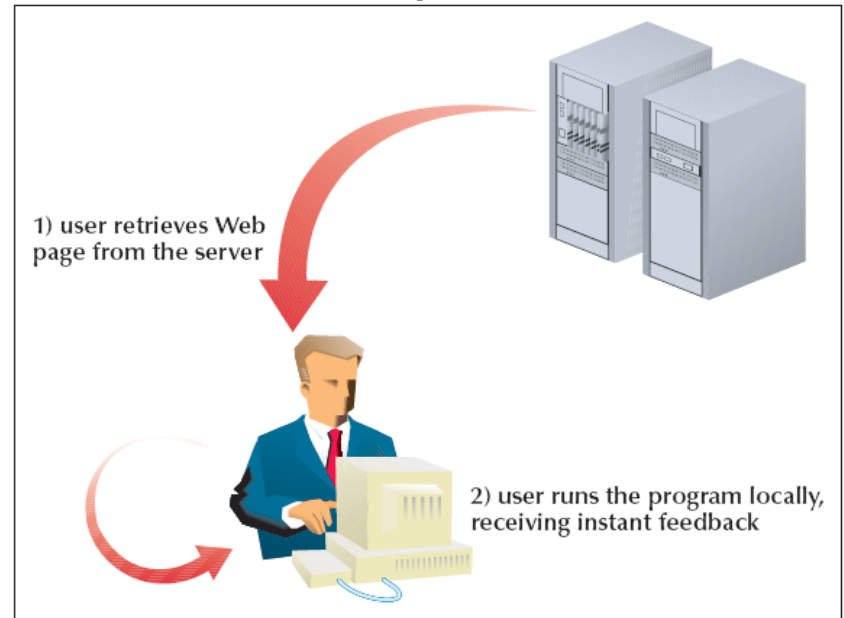 1) user retrieves Web
page from the server
2) user runs the program locally,
receiving instant feedback